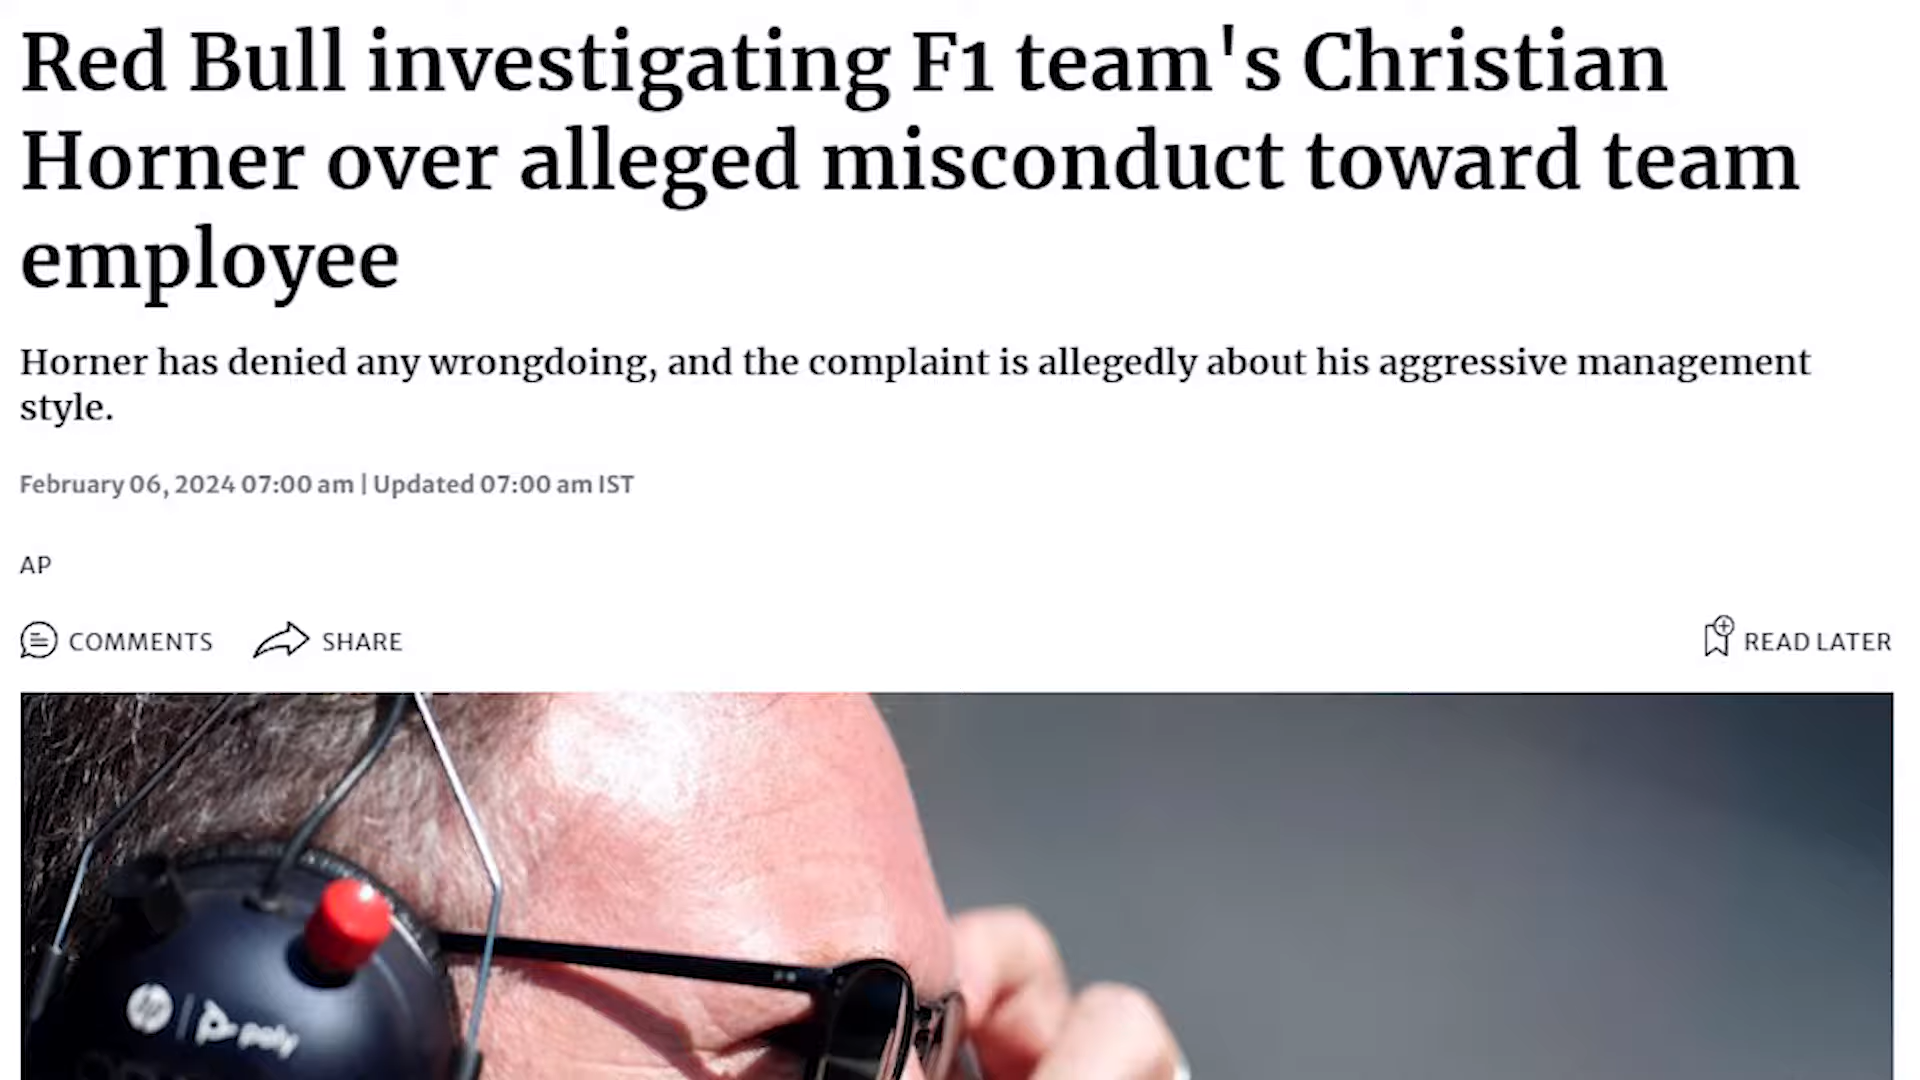 Red Bull investigating F1 team's Christian
Horner over alleged misconduct toward team
employee
Horner has denied any wrongdoing, and the complaint is allegedly about his aggressive management
style.
February 06, 2024 07:00 am | Updated 07:00 am IST
AP
COMMENTS SHARE READ LATER
hp | poly